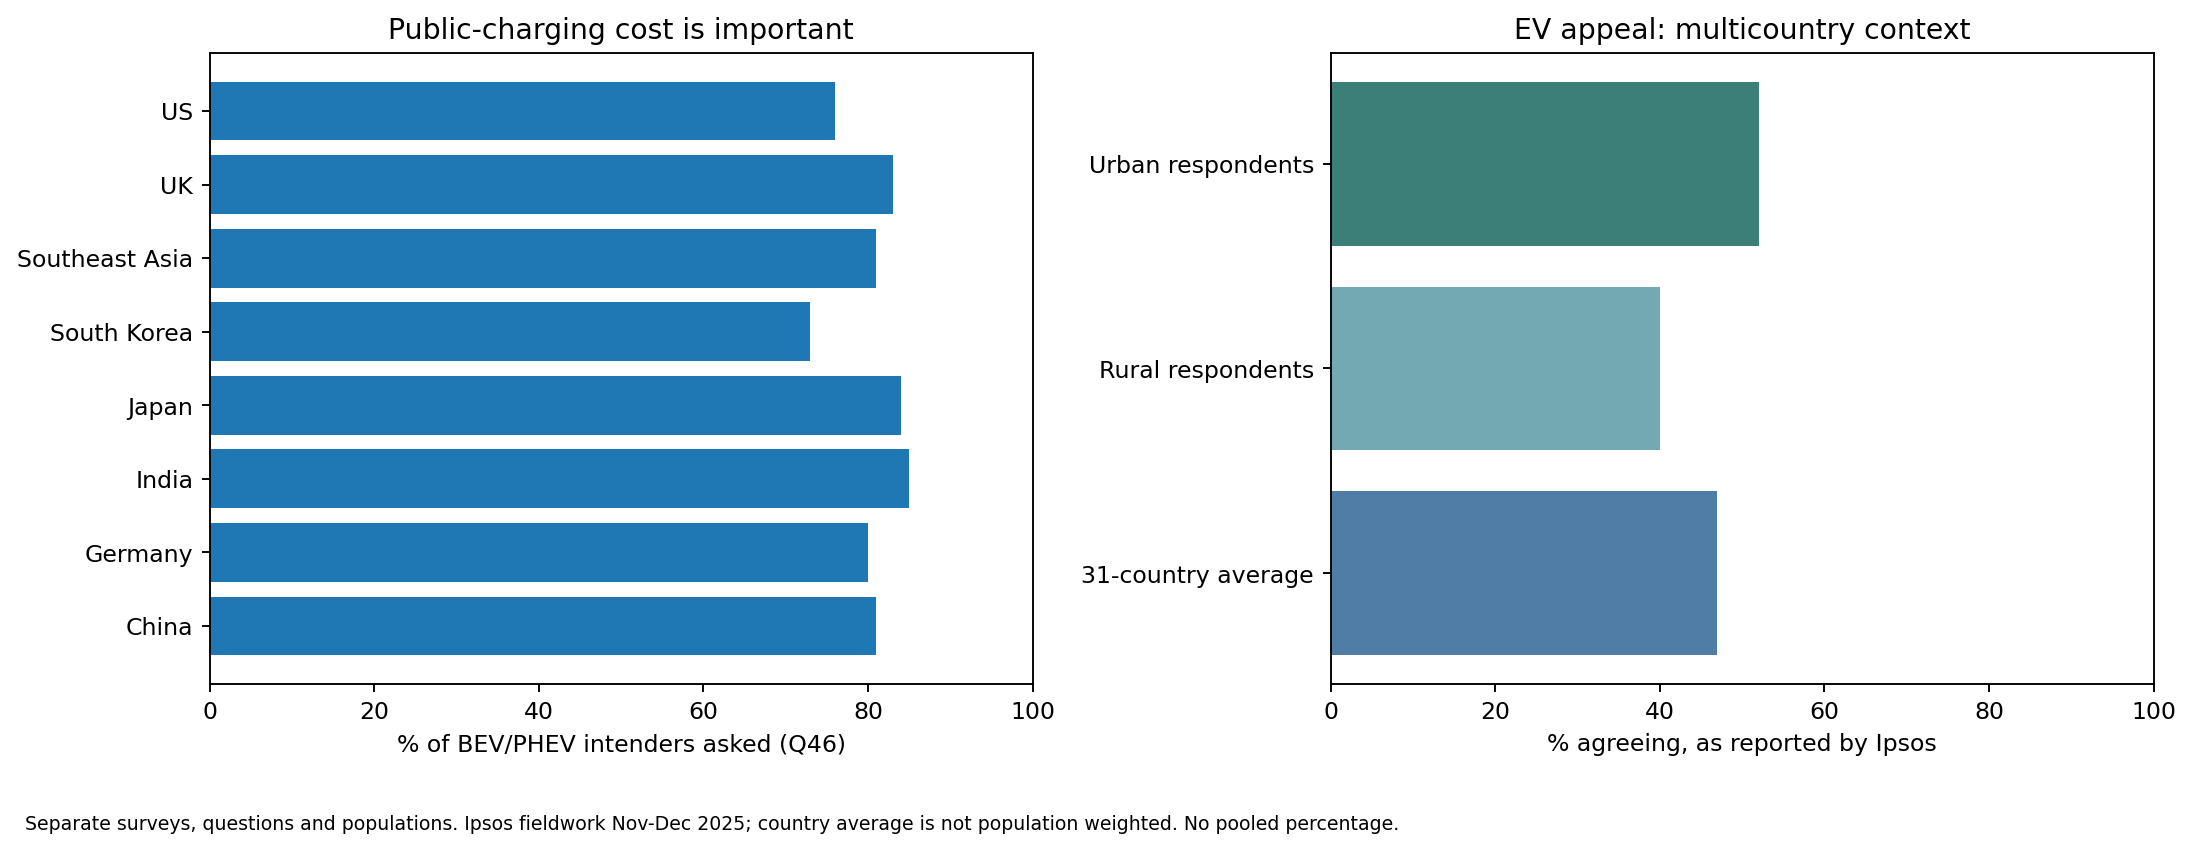 Public-charging cost is important
US
UK
Southeast Asia
South Korea
Japan
India
Germany
China
0 20 40 60 80 100
% of BEV/PHEV intenders asked (Q46)
EV appeal: multicountry context
Urban respondents
Rural respondents
31-country average
0 20 40 60 80 100
% agreeing, as reported by Ipsos
Separate surveys, questions and populations. Ipsos fieldwork Nov-Dec 2025; country average is not population weighted. No pooled percentage.